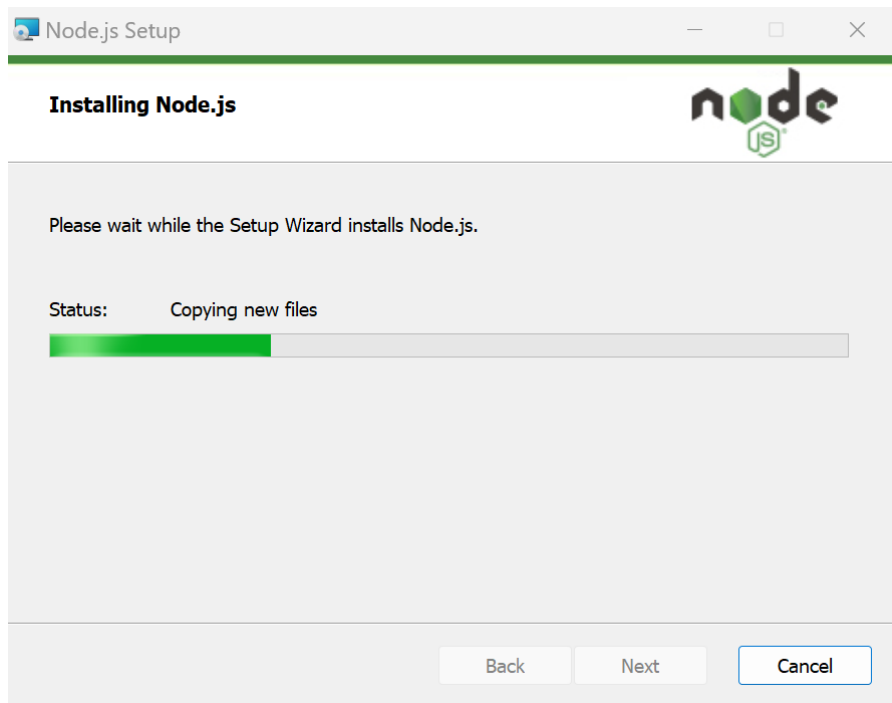 Node.js Setup
Installing Node.js
node
JS
Please wait while the Setup Wizard installs Node.js.
Status: Copying new files
Back Next Cancel